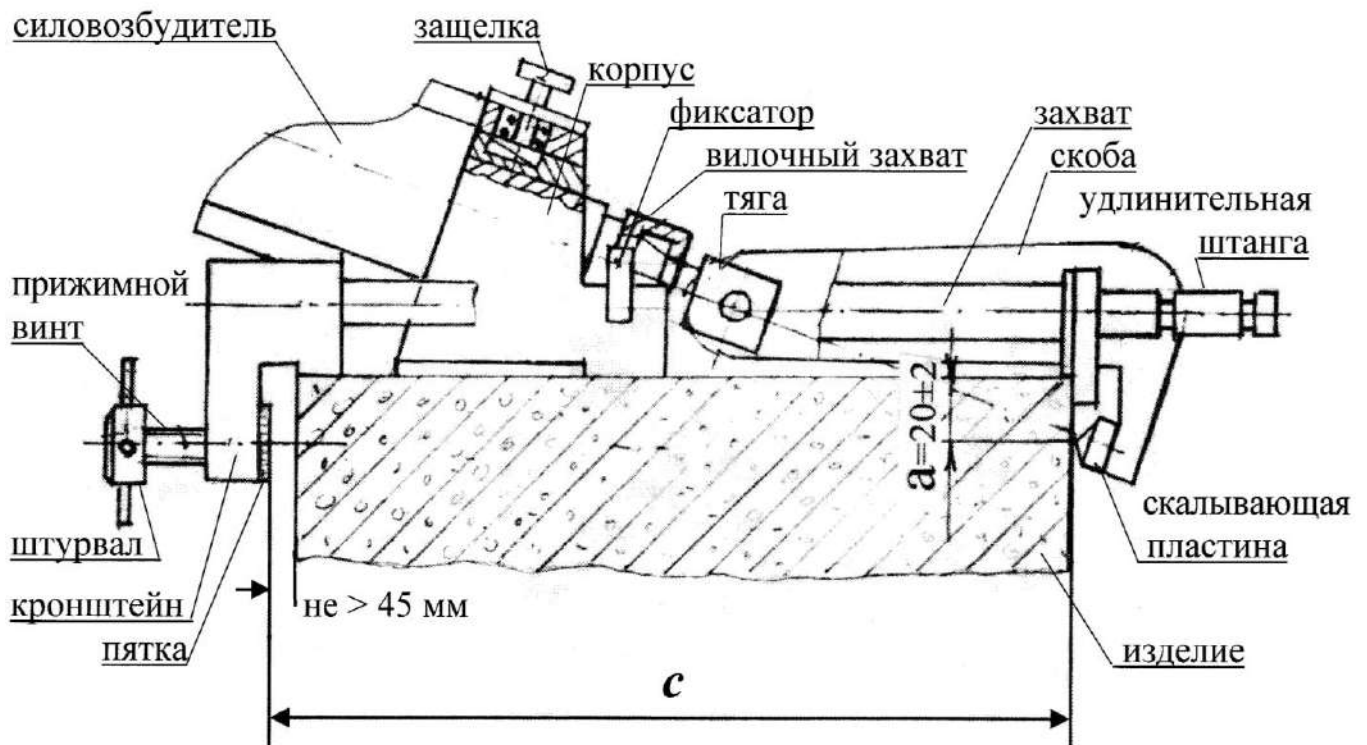 силовозбудитель
защелка
корпус
фиксатор
вилочный захват
тяга
захват
скоба
удлинительная
штанга
прижимной
винт
a=20±2
штурвал
кронштейн
пятка
не > 45 мм
скалывающая
пластина
изделие
c